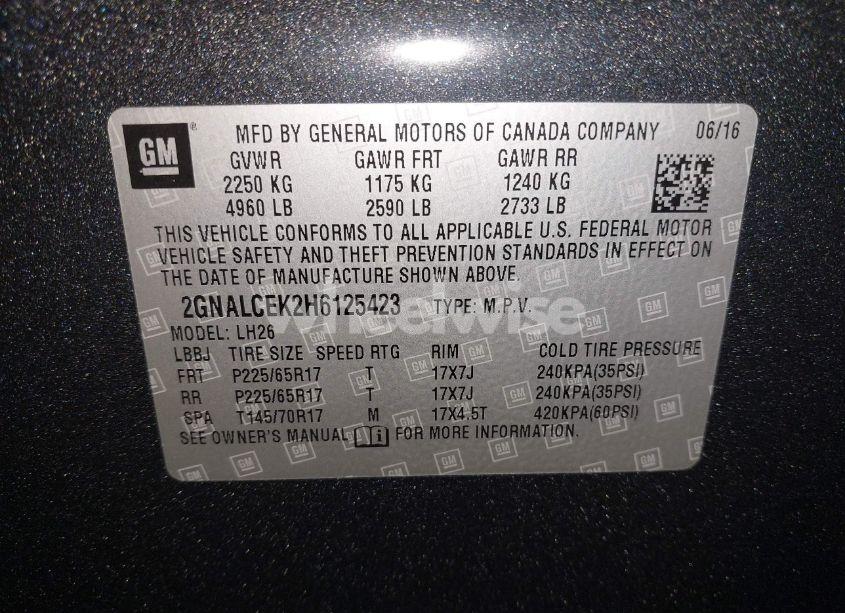 GM ® MFD BY GENERAL MOTORS OF CANADA COMPANY 06/16
GVWR GAWR FRT GAWR RR
2250 KG 1175 KG 1240 KG
4960 LB 2590 LB 2733 LB
THIS VEHICLE CONFORMS TO ALL APPLICABLE U.S. FEDERAL MOTOR
VEHICLE SAFETY AND THEFT PREVENTION STANDARDS IN EFFECT ON
THE DATE OF MANUFACTURE SHOWN ABOVE.
2GNALCEK2H6125423 TYPE: M.P.V.
wheelwise
MODEL: LH26
LBBJ TIRE SIZE SPEED RTG RIM COLD TIRE PRESSURE
FRT P225/65R17 T 17X7J 240KPA(35PSI)
RR P225/65R17 T 17X7J 240KPA(35PSI)
SPA T145/70R17 M 17X4.5T 420KPA(60PSI)
SEE OWNER'S MANUAL i FOR MORE INFORMATION.